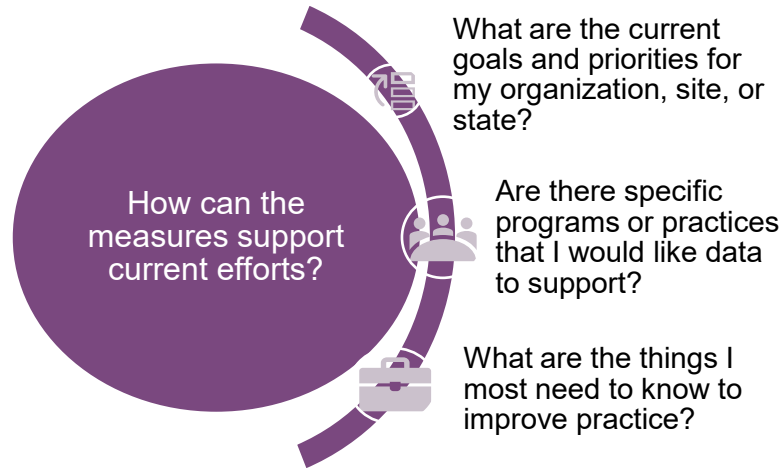 What are the current
goals and priorities for
my organization, site, or
state?
How can the
measures support
current efforts?
Are there specific
programs or practices
that I would like data
to support?
What are the things I
most need to know to
improve practice?